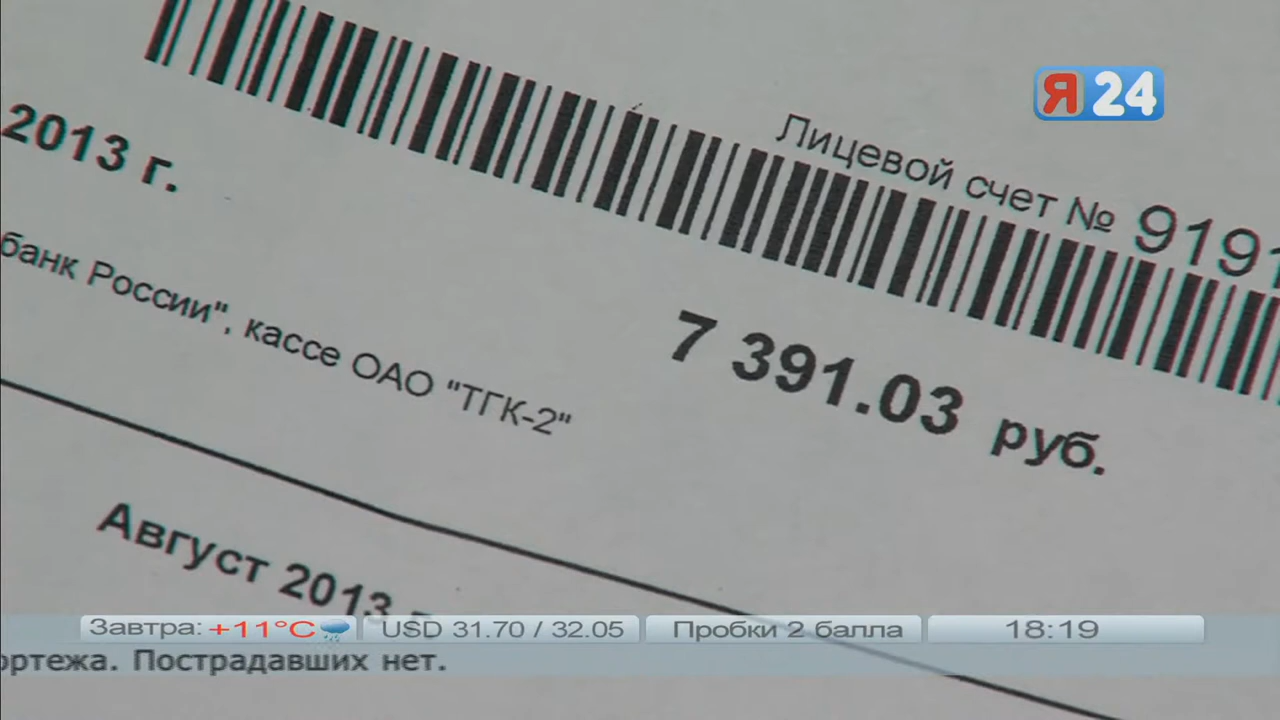 Я 24
Лицевой счет № 9191
2013 г.
7 391.03 руб.
банк России", кассе ОАО "ТГК-2"
Август 2013
Завтра: +11°C USD 31.70 / 32.05 Пробки 2 балла 18:19
ортежа. Пострадавших нет.